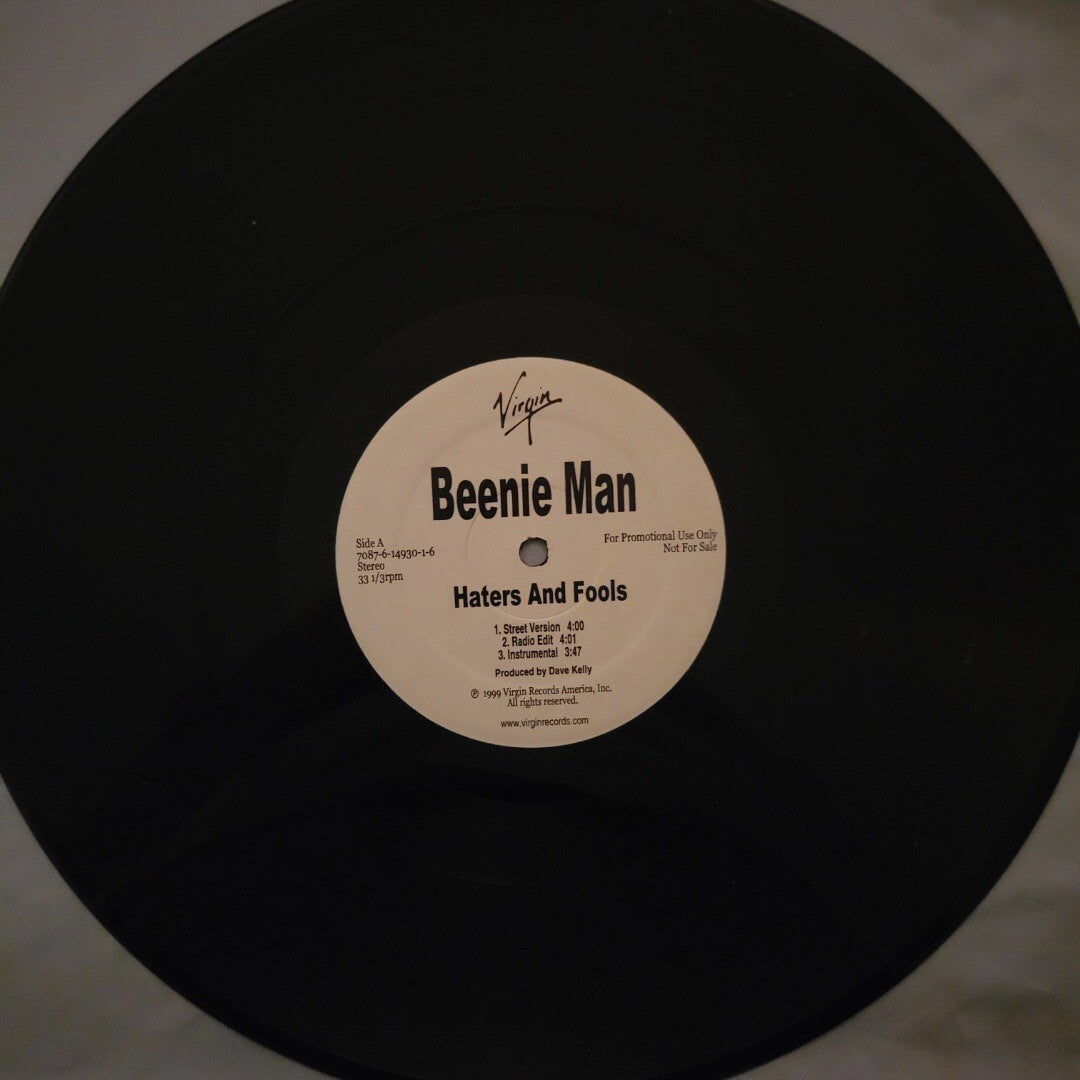 Virgin
Beenie Man
Side A
7087-6-14930-1-6
Stereo
33 1/3rpm
For Promotional Use Only
Not For Sale
Haters And Fools
1. Street Version 4:00
2. Radio Edit 4:01
3. Instrumental 3:47
Produced by Dave Kelly
℗ 1999 Virgin Records America, Inc.
All rights reserved.
www.virginrecords.com